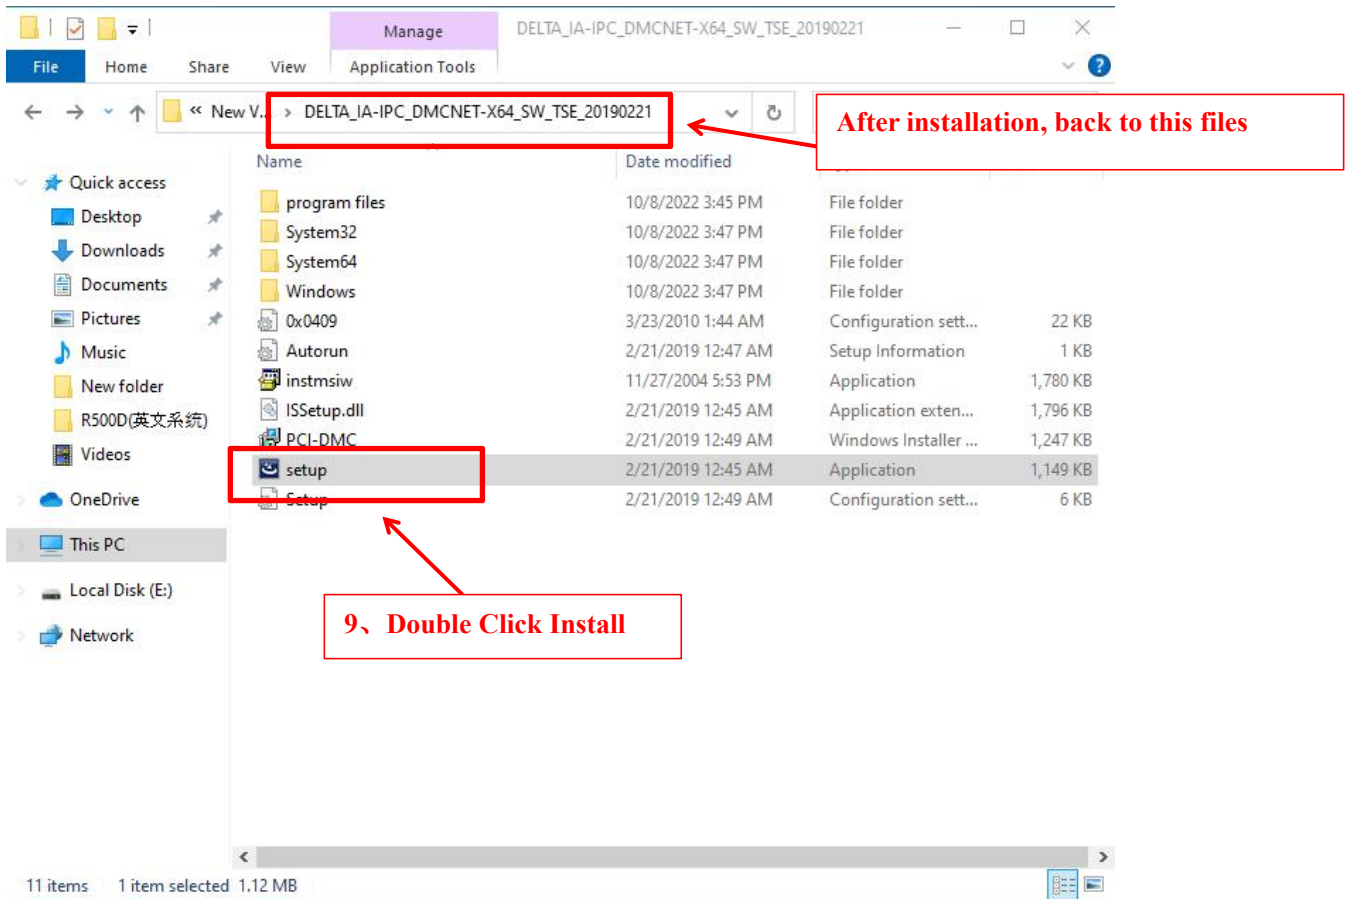 Manage
DELTA_IA-IPC_DMCNET-X64_SW_TSE_20190221
File Home Share View Application Tools
« New V... › DELTA_IA-IPC_DMCNET-X64_SW_TSE_20190221
After installation, back to this files
Name Date modified
Quick access
Desktop
Downloads
Documents
Pictures
Music
New folder
R500D(英文系统)
Videos
OneDrive
This PC
Local Disk (E:)
Network
program files 10/8/2022 3:45 PM File folder
System32 10/8/2022 3:47 PM File folder
System64 10/8/2022 3:47 PM File folder
Windows 10/8/2022 3:47 PM File folder
0x0409 3/23/2010 1:44 AM Configuration sett... 22 KB
Autorun 2/21/2019 12:47 AM Setup Information 1 KB
instmsiw 11/27/2004 5:53 PM Application 1,780 KB
ISSetup.dll 2/21/2019 12:45 AM Application exten... 1,796 KB
PCI-DMC 2/21/2019 12:49 AM Windows Installer ... 1,247 KB
setup 2/21/2019 12:45 AM Application 1,149 KB
Setup 2/21/2019 12:49 AM Configuration sett... 6 KB
9、Double Click Install
11 items 1 item selected 1.12 MB